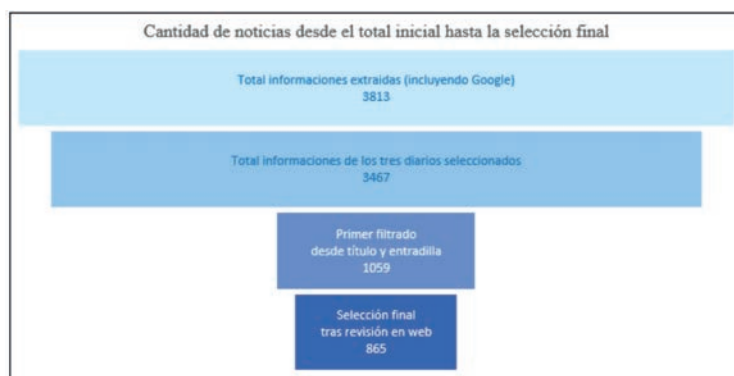 Cantidad de noticias desde el total inicial hasta la selección final
Total informaciones extraidas (incluyendo Google)
3813
Total informaciones de los tres diarios seleccionados
3467
Primer filtrado
desde título y entradilla
1059
Selección final
tras revisión en web
865